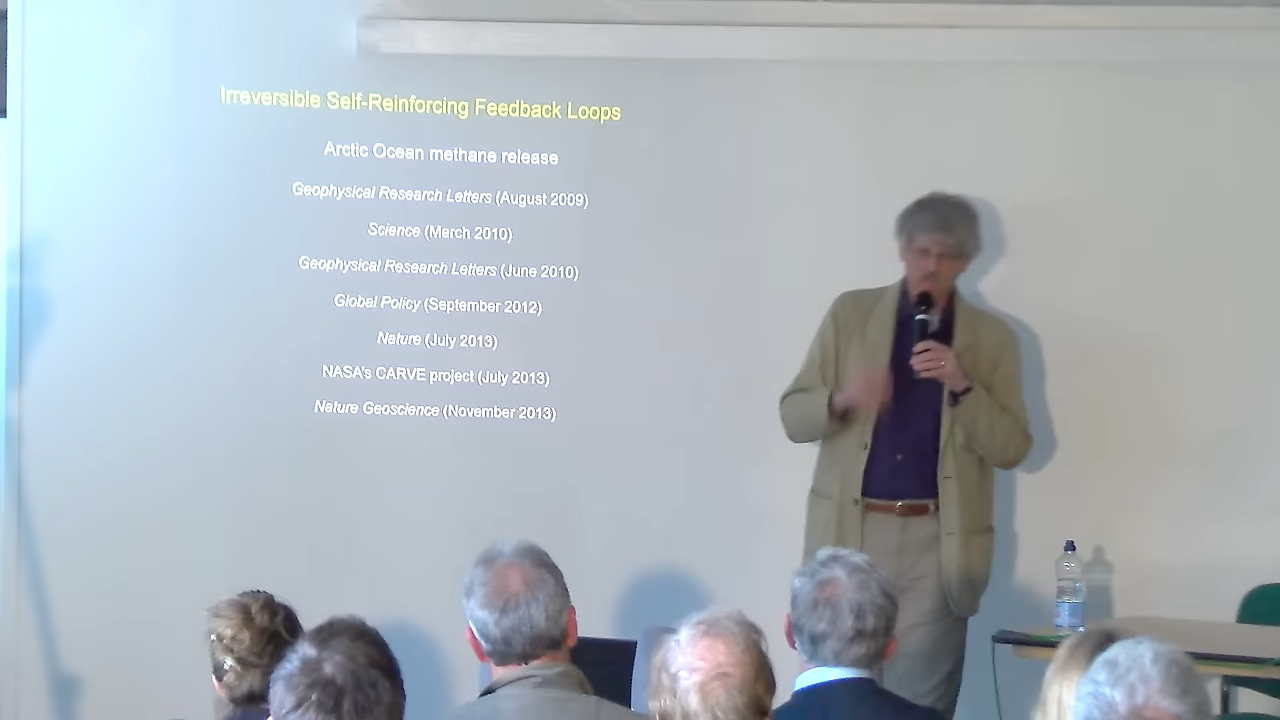 Irreversible Self-Reinforcing Feedback Loops
Arctic Ocean methane release
Geophysical Research Letters (August 2009)
Science (March 2010)
Geophysical Research Letters (June 2010)
Global Policy (September 2012)
Nature (July 2013)
NASA's CARVE project (July 2013)
Nature Geoscience (November 2013)